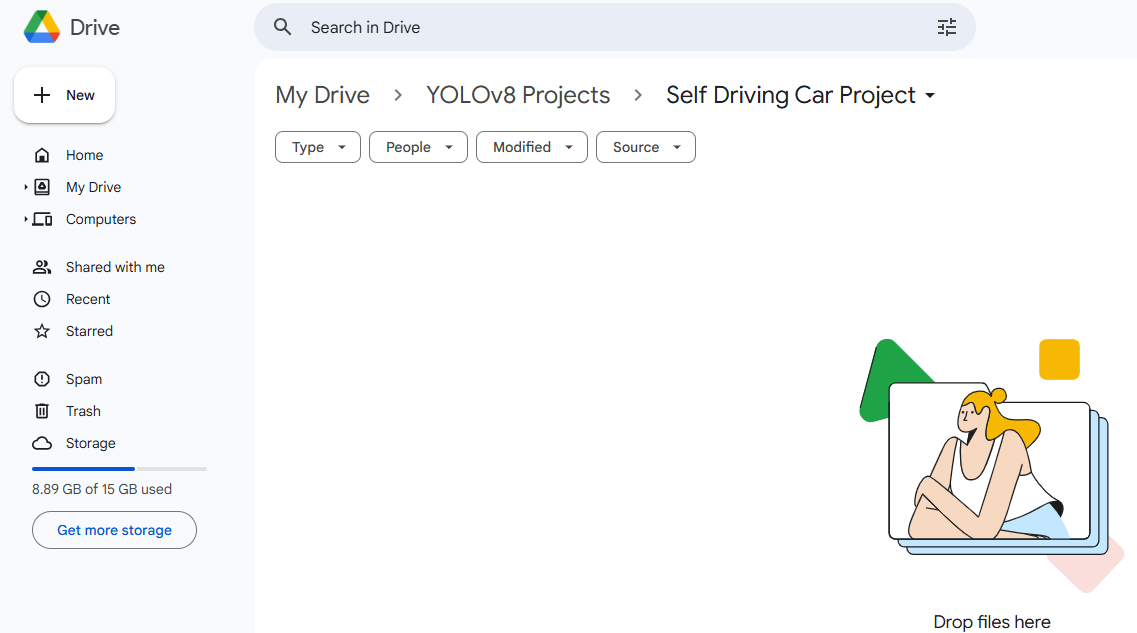 Drive
Search in Drive
New
My Drive > YOLOv8 Projects > Self Driving Car Project
Type People Modified Source
Home
My Drive
Computers
Shared with me
Recent
Starred
Spam
Trash
Storage
8.89 GB of 15 GB used
Get more storage
Drop files here